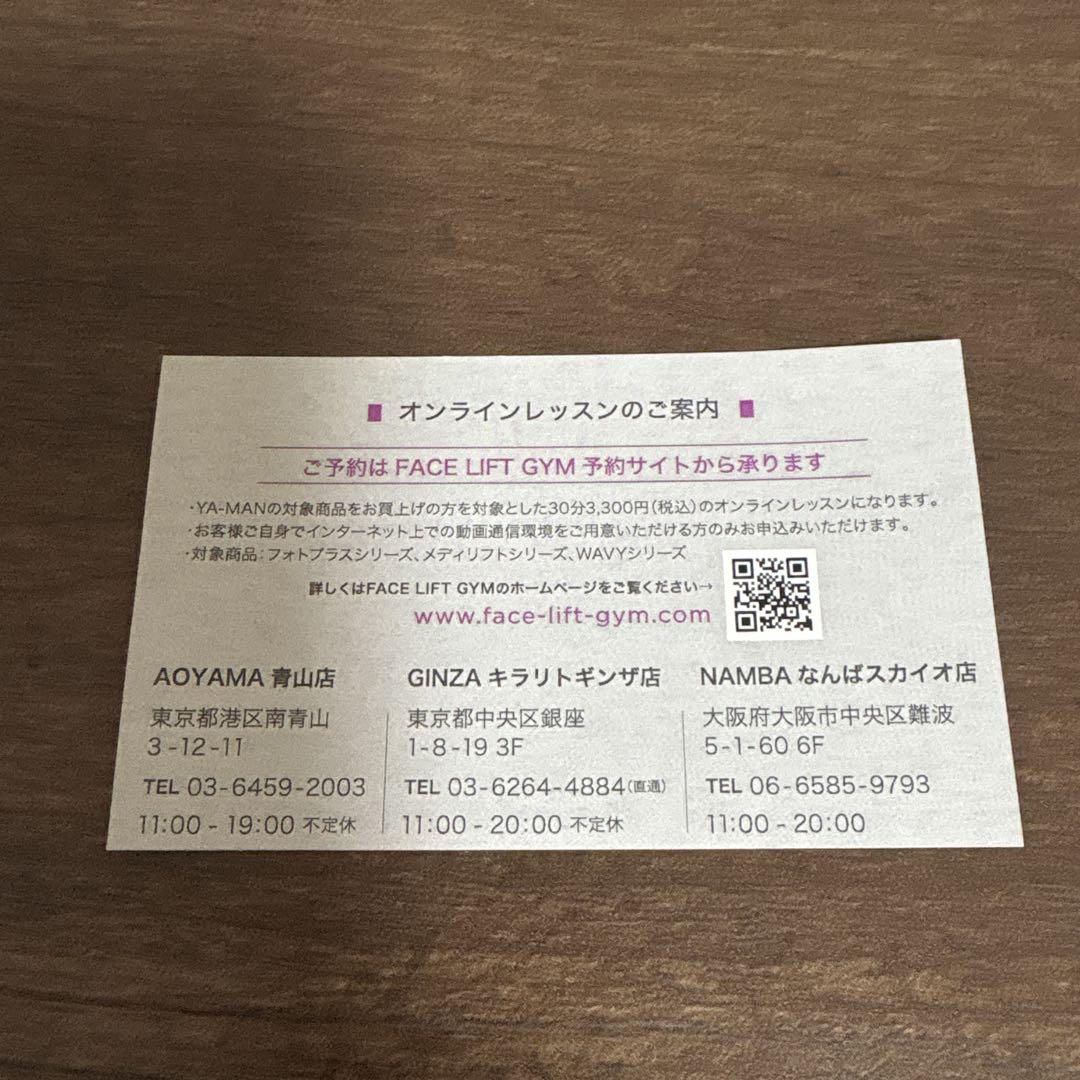 オンラインレッスンのご案内
ご予約は FACE LIFT GYM 予約サイトから承ります
・YA-MANの対象商品をお買上げの方を対象とした30分3,300円(税込)のオンラインレッスンになります。
・お客様ご自身でインターネット上での動画通信環境をご用意いただける方のみお申込みいただけます。
・対象商品：フォトプラスシリーズ、メディリフトシリーズ、WAVYシリーズ
詳しくはFACE LIFT GYMのホームページをご覧ください→
www.face-lift-gym.com
AOYAMA 青山店
東京都港区南青山
3-12-11
TEL 03-6459-2003
11:00 - 19:00 不定休
GINZA キラリトギンザ店
東京都中央区銀座
1-8-19 3F
TEL 03-6264-4884(直通)
11:00 - 20:00 不定休
NAMBA なんばスカイオ店
大阪府大阪市中央区難波
5-1-60 6F
TEL 06-6585-9793
11:00 - 20:00